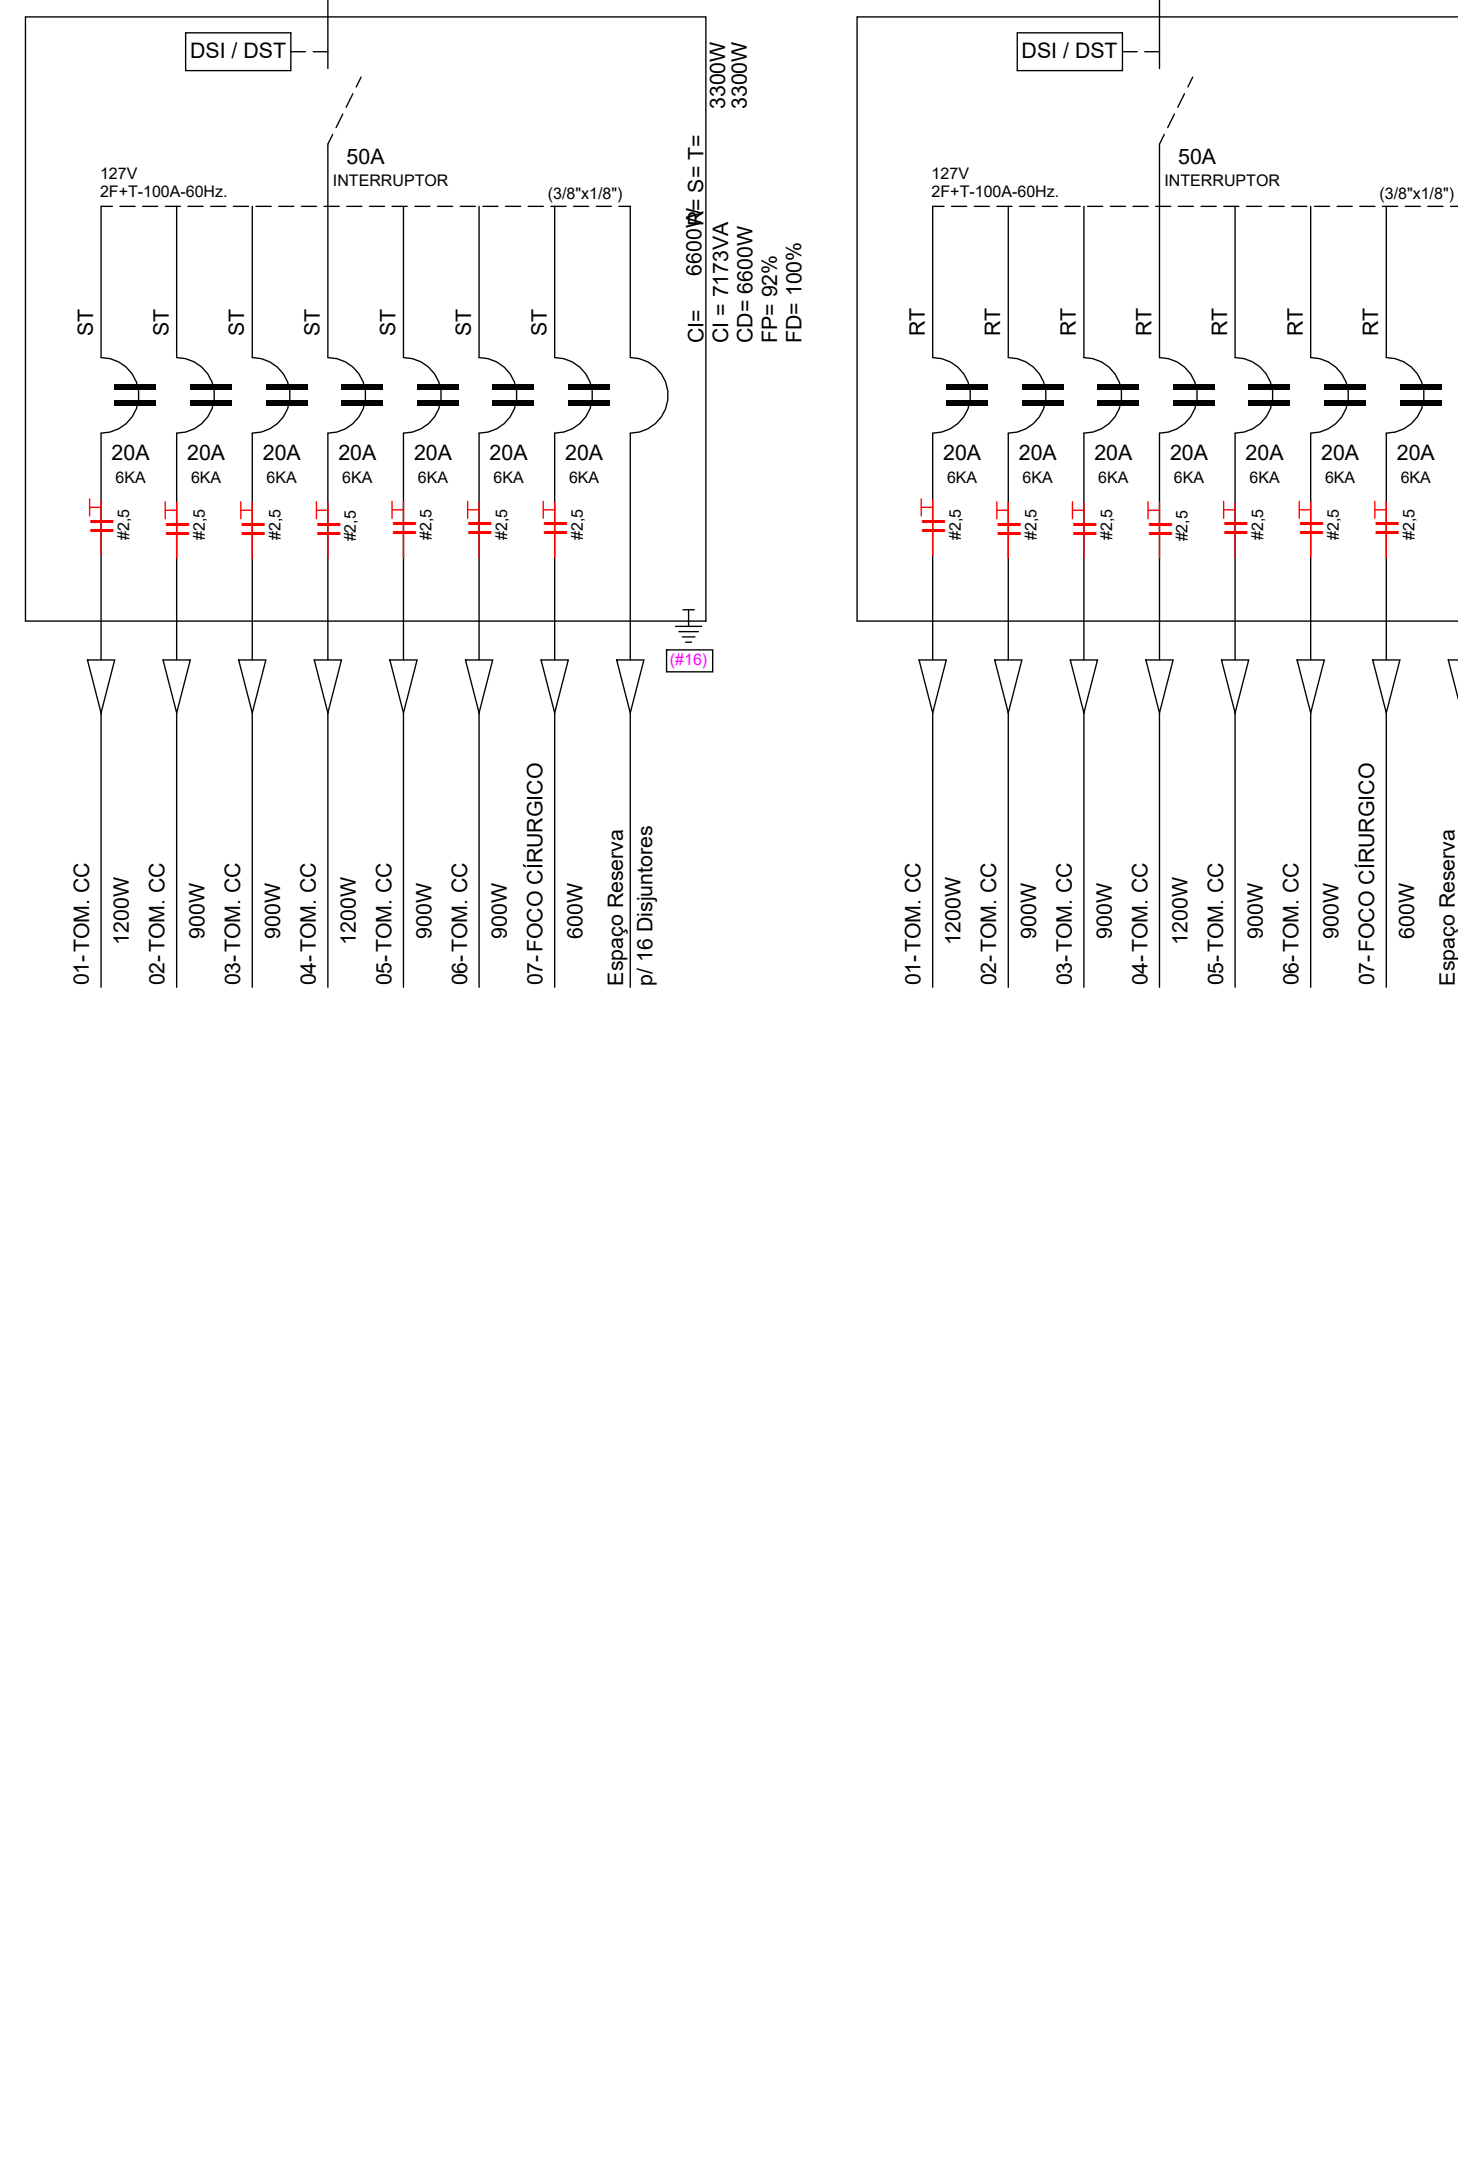 DSI / DST
50A
INTERRUPTOR
127V
2F+T-100A-60Hz.
(3/8"x1/8")
ST
ST
ST
ST
ST
ST
ST
20A
6KA
20A
6KA
20A
6KA
20A
6KA
20A
6KA
20A
6KA
20A
6KA
#2,5
#2,5
#2,5
#2,5
#2,5
#2,5
#2,5
(#16)
01- TOM. CC
1200W
02- TOM. CC
900W
03- TOM. CC
900W
04- TOM. CC
1200W
05- TOM. CC
900W
06- TOM. CC
900W
07- FOCO CÍRURGICO
600W
Espaço Reserva
p/ 16 Disjuntores
R= S= T=
3300W
3300W
CI= 6600W
CI = 7173VA
CD= 6600W
FP= 92%
FD= 100%
DSI / DST
50A
INTERRUPTOR
127V
2F+T-100A-60Hz.
(3/8"x1/8")
RT
RT
RT
RT
RT
RT
RT
20A
6KA
20A
6KA
20A
6KA
20A
6KA
20A
6KA
20A
6KA
20A
6KA
#2,5
#2,5
#2,5
#2,5
#2,5
#2,5
#2,5
01- TOM. CC
1200W
02- TOM. CC
900W
03- TOM. CC
900W
04- TOM. CC
1200W
05- TOM. CC
900W
06- TOM. CC
900W
07- FOCO CÍRURGICO
600W
Espaço Reserva